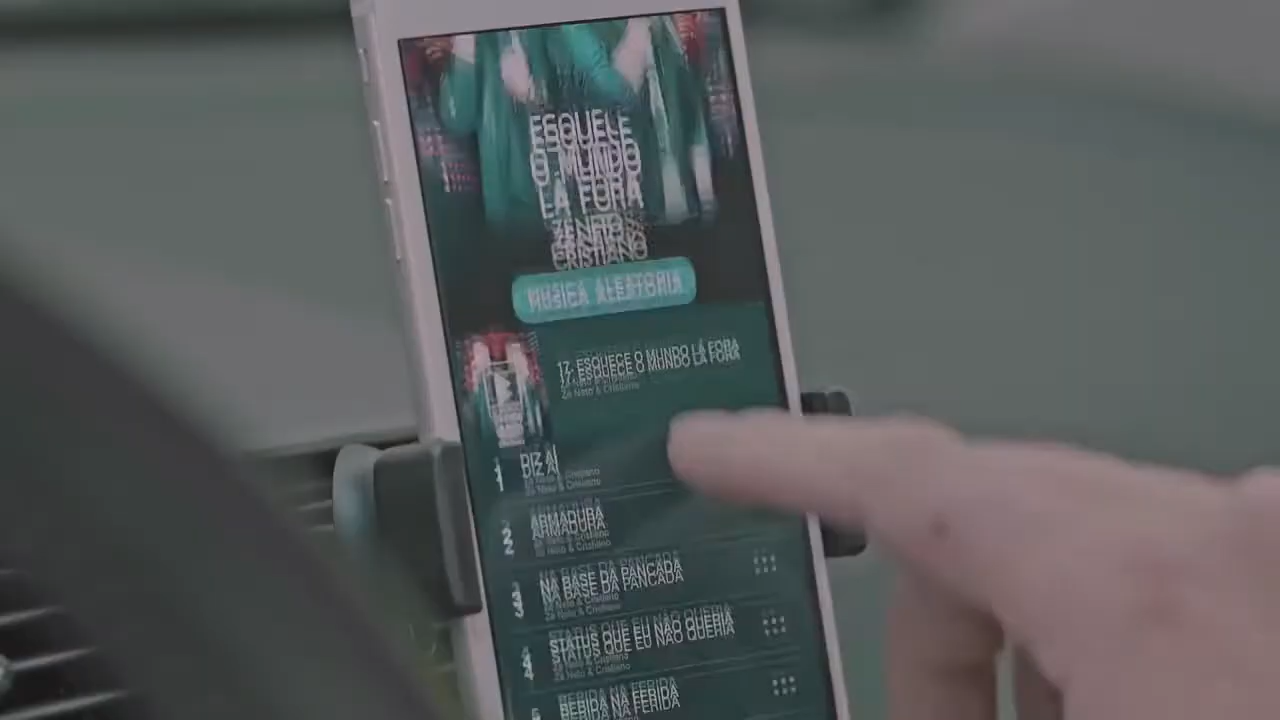 ESQUECE
O MUNDO
LÁ FORA
ZÉ NETO &
CRISTIANO
MÚSICA ALEATÓRIA
17. ESQUECE O MUNDO LÁ FORA
Zé Neto & Cristiano
1 DIZ AÍ
Zé Neto & Cristiano
2 ARMADURA
Zé Neto & Cristiano
3 NA BASE DA PANCADA
Zé Neto & Cristiano
4 STATUS QUE EU NÃO QUERIA
Zé Neto & Cristiano
5 BEBIDA NA FERIDA